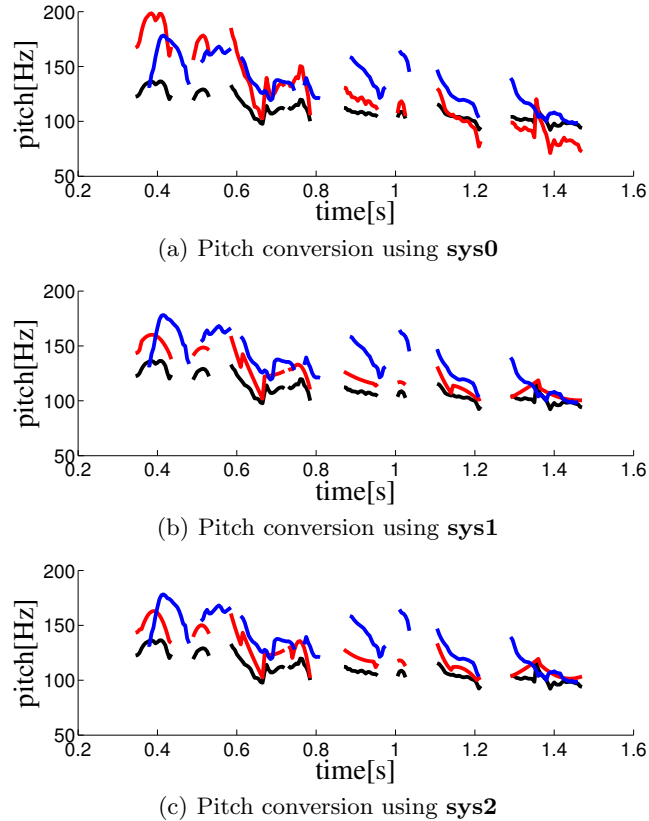 200
150
100
50
pitch[Hz]
0.2 0.4 0.6 0.8 1 1.2 1.4 1.6
time[s]
(a) Pitch conversion using sys0
200
150
100
50
pitch[Hz]
0.2 0.4 0.6 0.8 1 1.2 1.4 1.6
time[s]
(b) Pitch conversion using sys1
200
150
100
50
pitch[Hz]
0.2 0.4 0.6 0.8 1 1.2 1.4 1.6
time[s]
(c) Pitch conversion using sys2